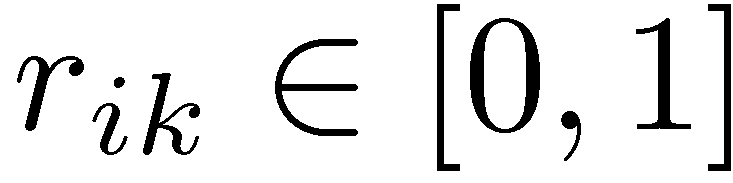 r_{ik} ∈ [0, 1]